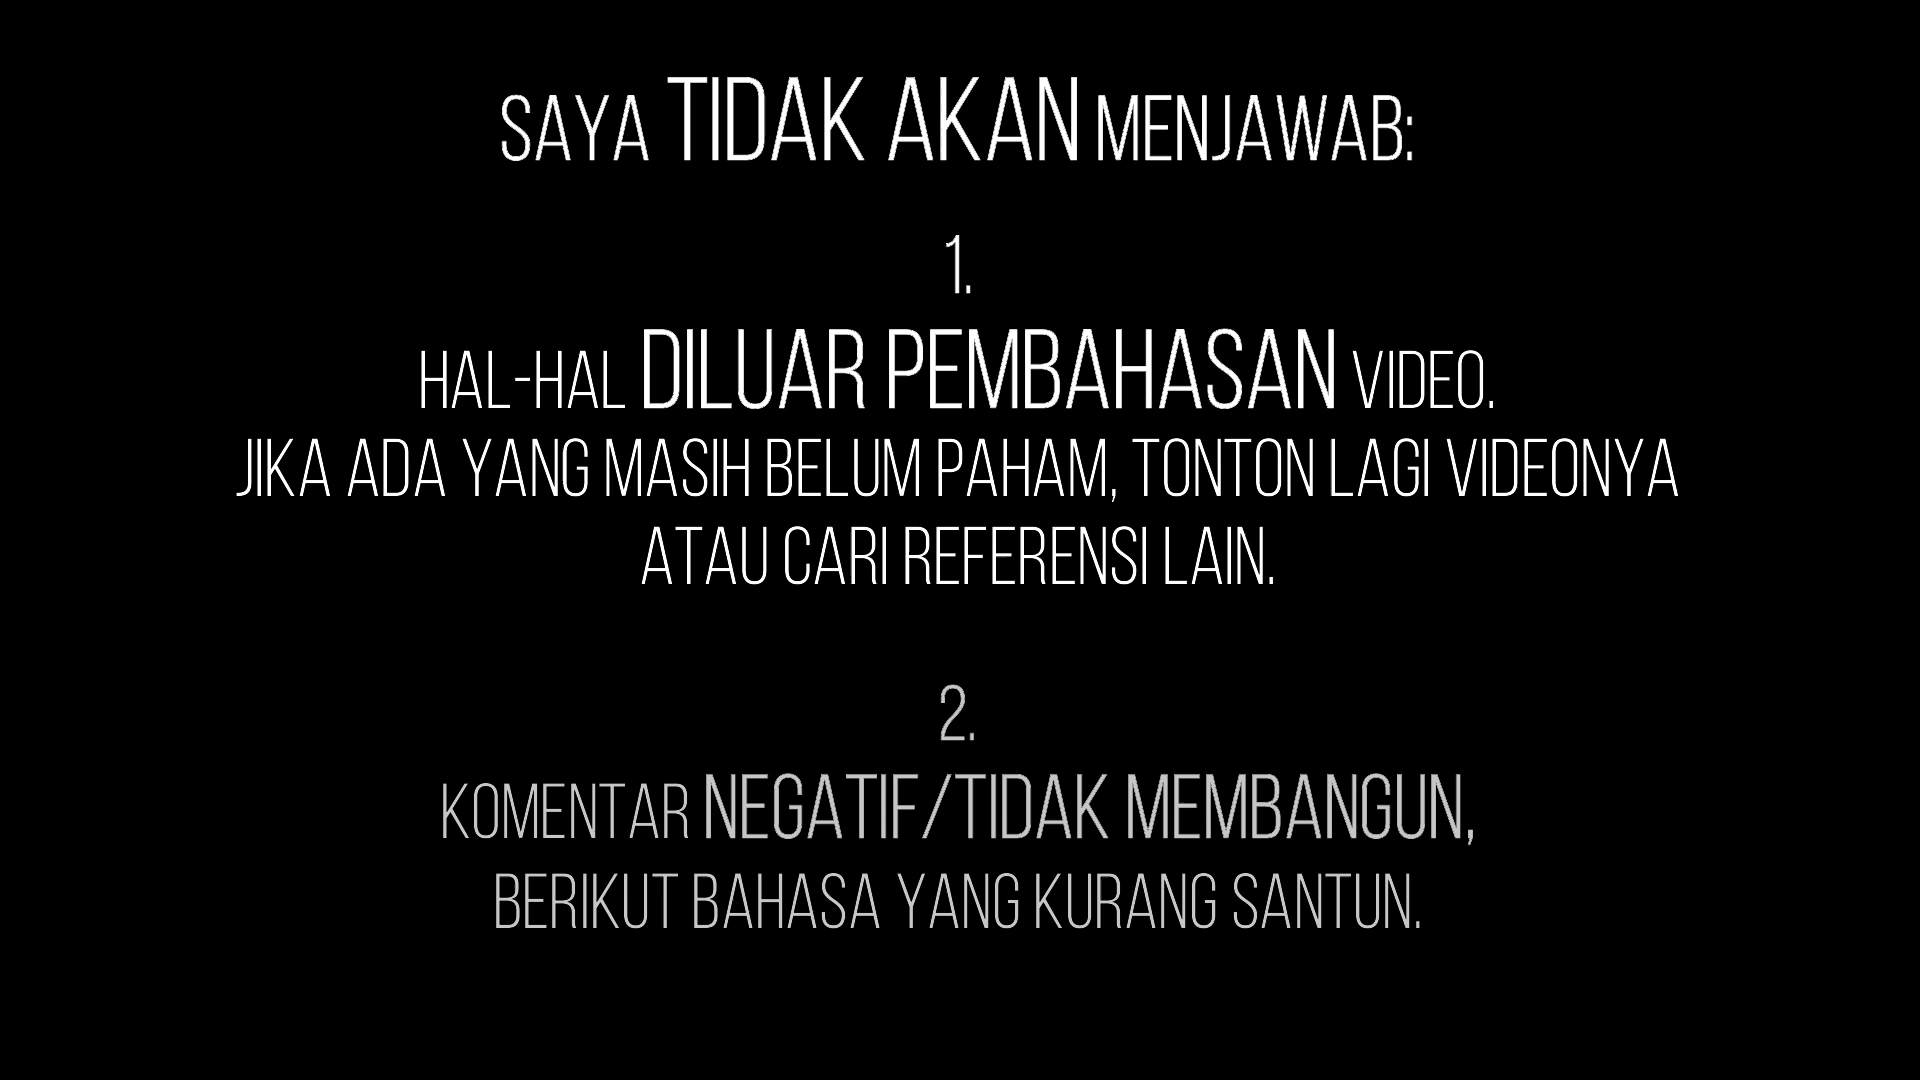 SAYA TIDAK AKAN MENJAWAB:
1.
HAL-HAL DILUAR PEMBAHASAN VIDEO.
JIKA ADA YANG MASIH BELUM PAHAM, TONTON LAGI VIDEONYA
ATAU CARI REFERENSI LAIN.
2.
KOMENTAR NEGATIF/TIDAK MEMBANGUN,
BERIKUT BAHASA YANG KURANG SANTUN.